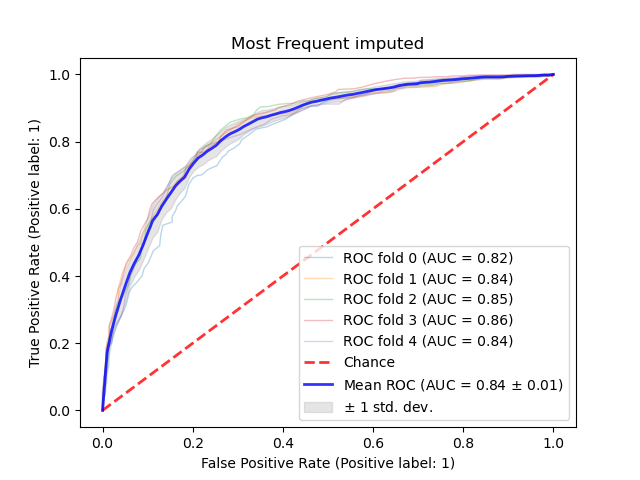 Most Frequent imputed
1.0
0.8
0.6
0.4
0.2
0.0
True Positive Rate (Positive label: 1)
ROC fold 0 (AUC = 0.82)
ROC fold 1 (AUC = 0.84)
ROC fold 2 (AUC = 0.85)
ROC fold 3 (AUC = 0.86)
ROC fold 4 (AUC = 0.84)
Chance
Mean ROC (AUC = 0.84 ± 0.01)
± 1 std. dev.
0.0 0.2 0.4 0.6 0.8 1.0
False Positive Rate (Positive label: 1)